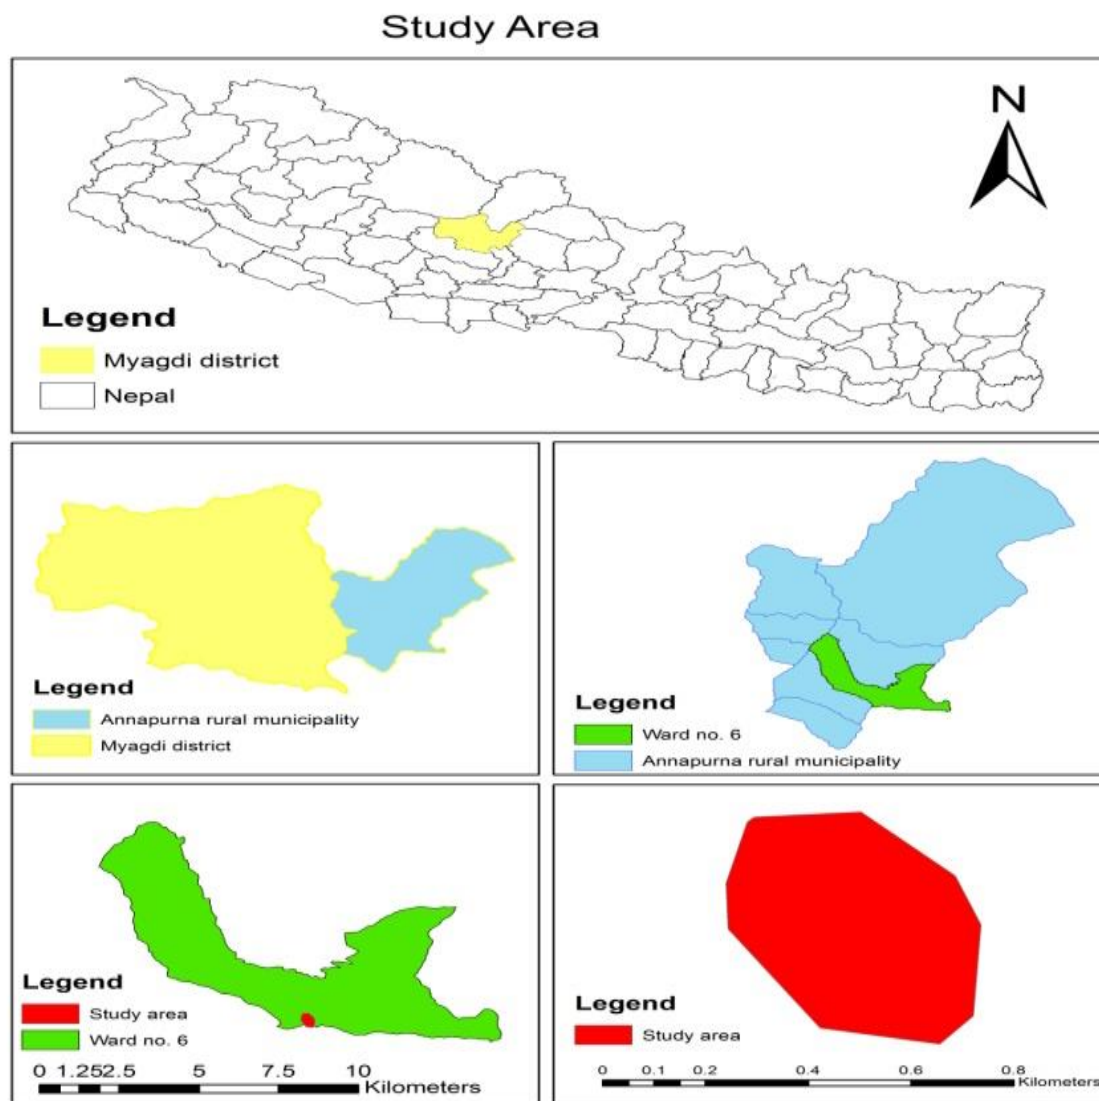 Study Area
N
Legend
Myagdi district
Nepal
Legend
Annapurna rural municipality
Myagdi district
Legend
Ward no. 6
Annapurna rural municipality
Legend
Study area
Ward no. 6
0 1.252.5 5 7.5 10
Kilometers
Legend
Study area
0 0.1 0.2 0.4 0.6 0.8
Kilometers